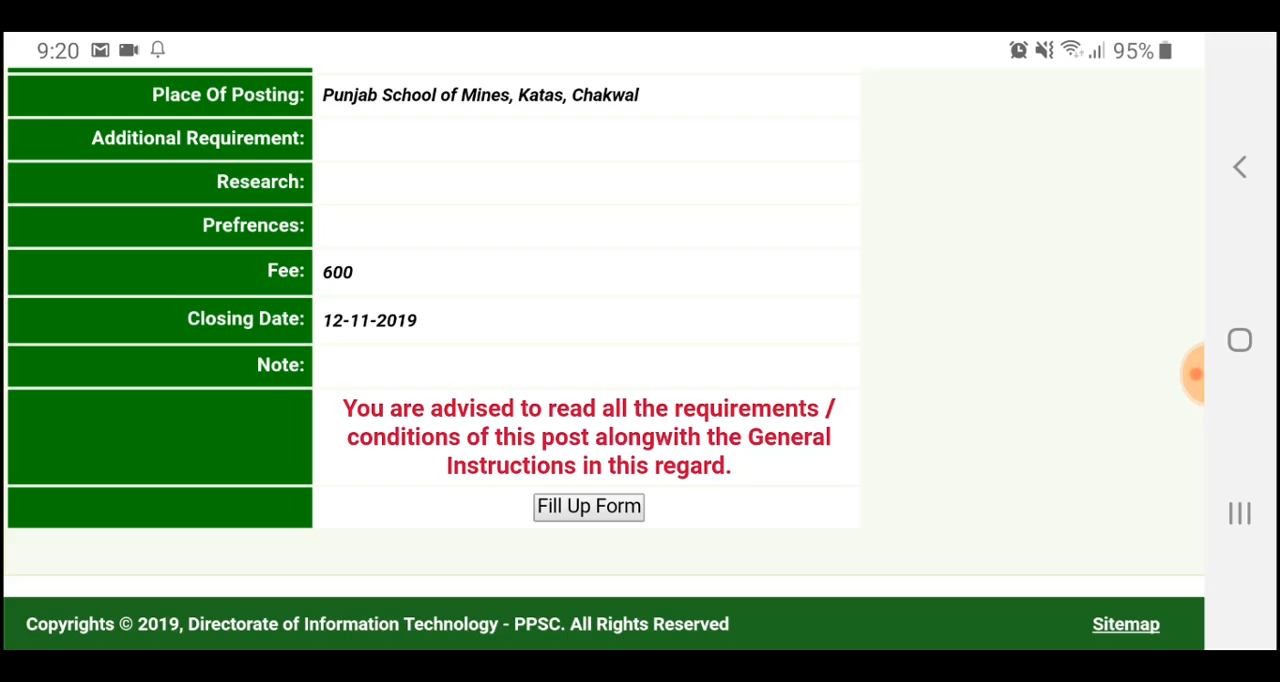 9:20
95%
Place Of Posting: Punjab School of Mines, Katas, Chakwal
Additional Requirement:
Research:
Prefrences:
Fee: 600
Closing Date: 12-11-2019
Note:
You are advised to read all the requirements /
conditions of this post alongwith the General
Instructions in this regard.
Fill Up Form
Copyrights © 2019, Directorate of Information Technology - PPSC. All Rights Reserved
Sitemap